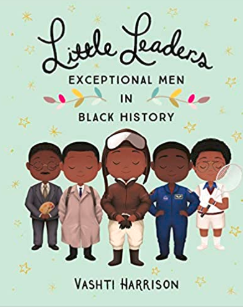 Little Leaders
EXCEPTIONAL MEN
IN
BLACK HISTORY
VASHTI HARRISON